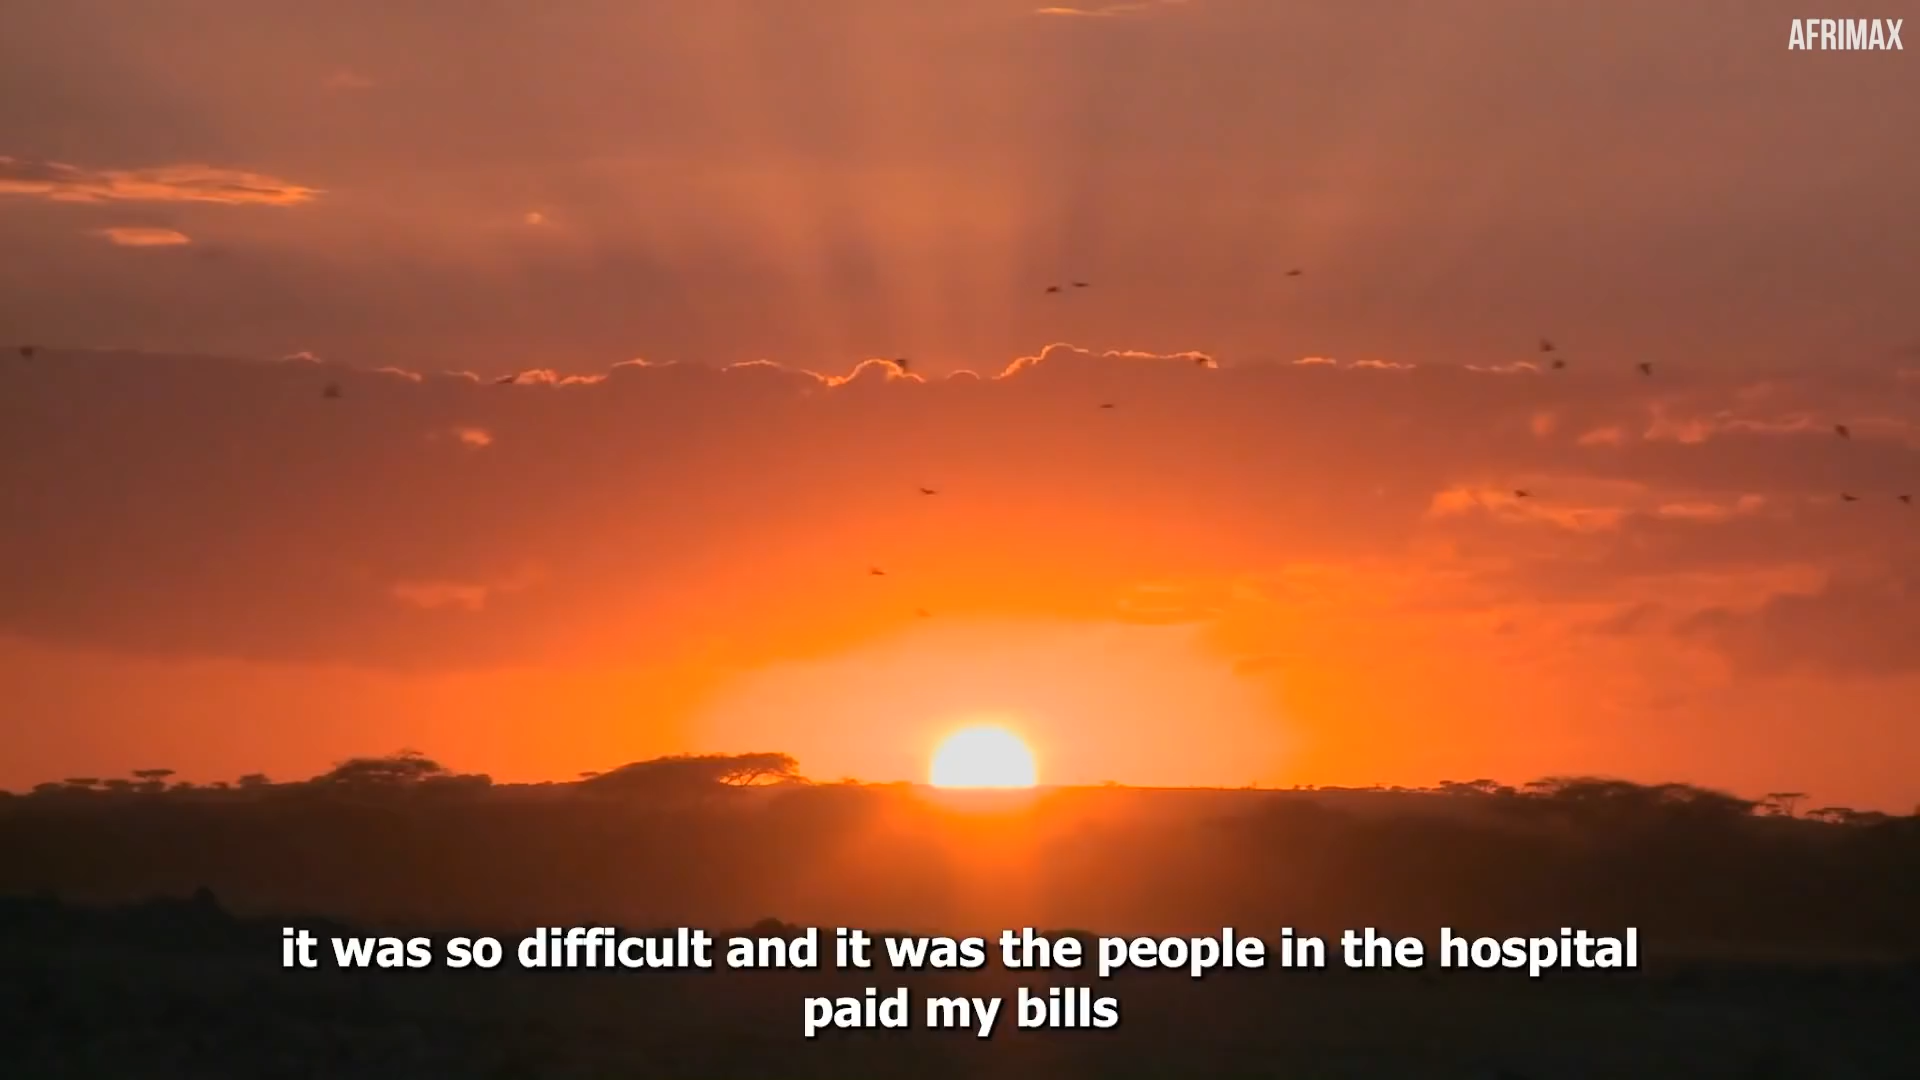 AFRIMAX
it was so difficult and it was the people in the hospital
paid my bills